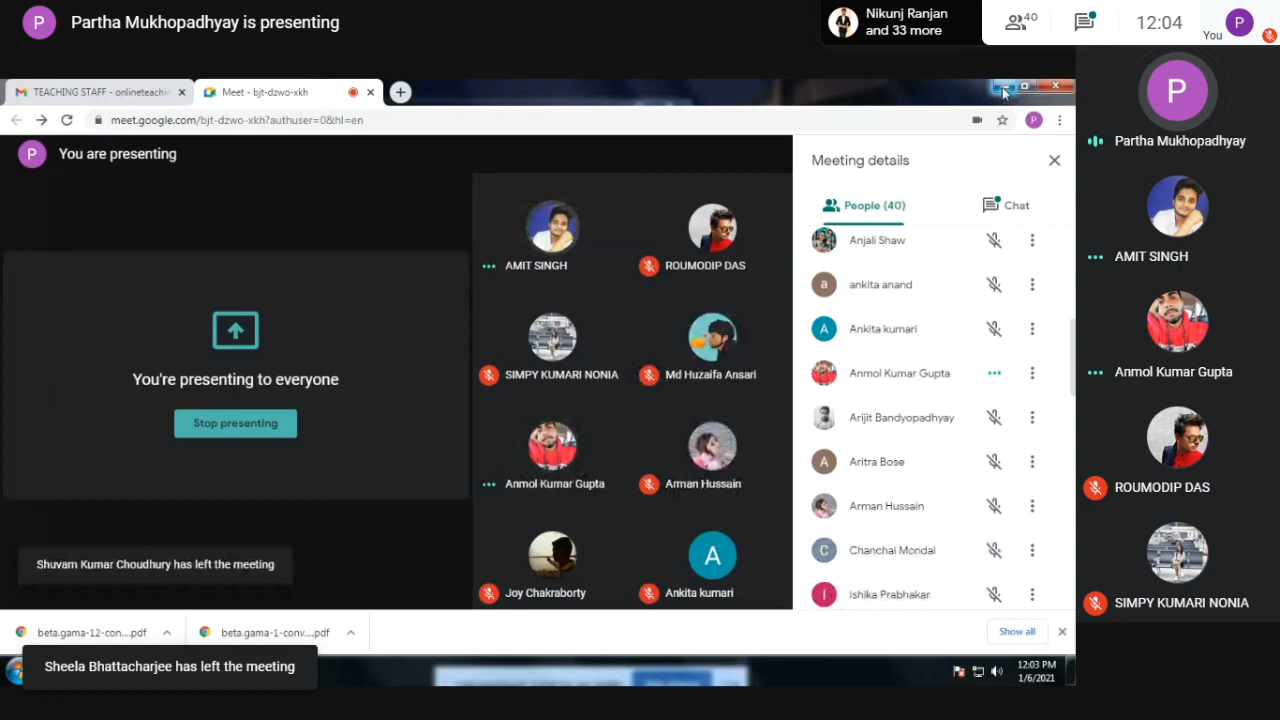 P Partha Mukhopadhyay is presenting
Nikunj Ranjan
and 33 more
40
12:04
You
P
TEACHING STAFF - onlineteachin
Meet - bjt-dzwo-xkh
meet.google.com/bjt-dzwo-xkh?authuser=0&hl=en
P
P You are presenting
You're presenting to everyone
Stop presenting
Shuvam Kumar Choudhury has left the meeting
AMIT SINGH
ROUMODIP DAS
SIMPY KUMARI NONIA
Md Huzaifa Ansari
Anmol Kumar Gupta
Arman Hussain
A
Joy Chakraborty
Ankita kumari
Meeting details
People (40)
Chat
Anjali Shaw
a ankita anand
A Ankita kumari
Anmol Kumar Gupta
Arijit Bandyopadhyay
A Aritra Bose
Arman Hussain
C Chanchai Mondal
I Ishika Prabhakar
P
Partha Mukhopadhyay
AMIT SINGH
Anmol Kumar Gupta
ROUMODIP DAS
SIMPY KUMARI NONIA
beta.gama-12-con....pdf
beta.gama-1-conv....pdf
Show all
Sheela Bhattacharjee has left the meeting
12:03 PM
1/6/2021